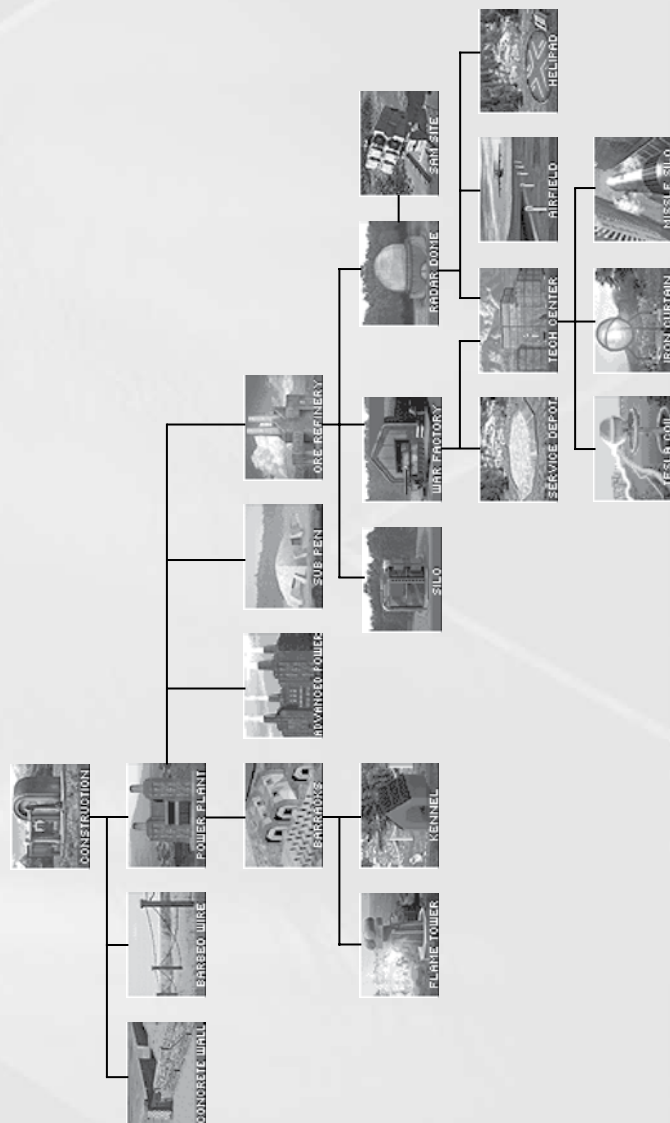 CONSTRUCTION
CONCRETE WALL
BARBED WIRE
POWER PLANT
BARRACKS
ADVANCED POWER
SUB PEN
ORE REFINERY
FLAME TOWER
KENNEL
SILO
WAR FACTORY
RADAR DOME
SAM SITE
SERVICE DEPOT
TECH CENTER
AIRFIELD
HELIPAD
TESLA COIL
IRON CURTAIN
MISSILE SILO